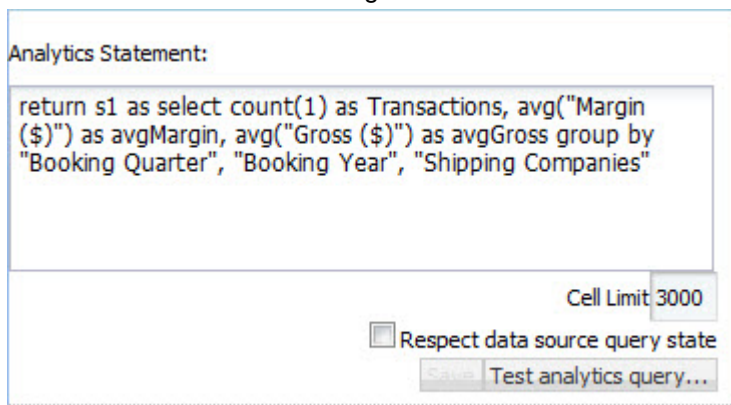 Analytics Statement:
return s1 as select count(1) as Transactions, avg("Margin
($)") as avgMargin, avg("Gross ($)") as avgGross group by
"Booking Quarter", "Booking Year", "Shipping Companies"
Cell Limit 3000
Respect data source query state
Save Test analytics query...